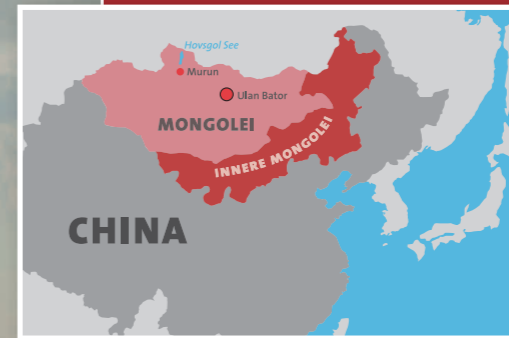 Hovsgol See
Murun
Ulan Bator
MONGOLEI
INNERE MONGOLEI
CHINA